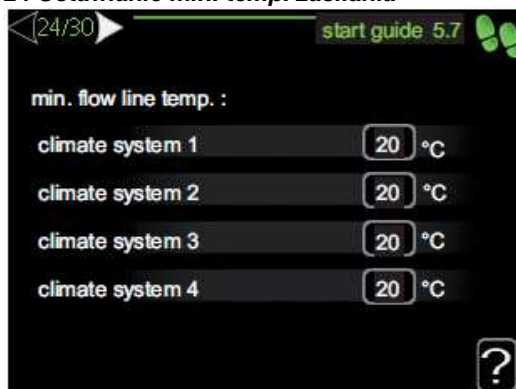 24/30
start guide 5.7
min. flow line temp. :
climate system 1 20 °C
climate system 2 20 °C
climate system 3 20 °C
climate system 4 20 °C
?